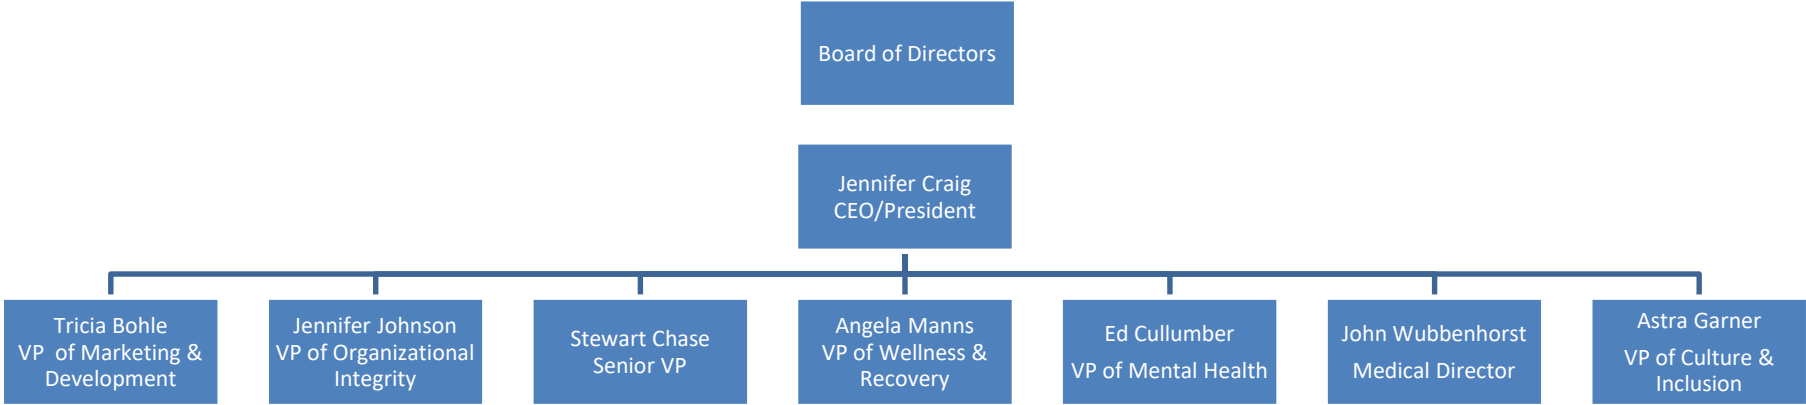 Board of Directors
Jennifer Craig
CEO/President
Tricia Bohle
VP  of Marketing &
Development
Jennifer Johnson
VP of Organizational
Integrity
Stewart Chase
Senior VP
Angela Manns
VP of Wellness &
Recovery
Ed Cullumber
VP of Mental Health
John Wubbenhorst
Medical Director
Astra Garner
VP of Culture &
Inclusion